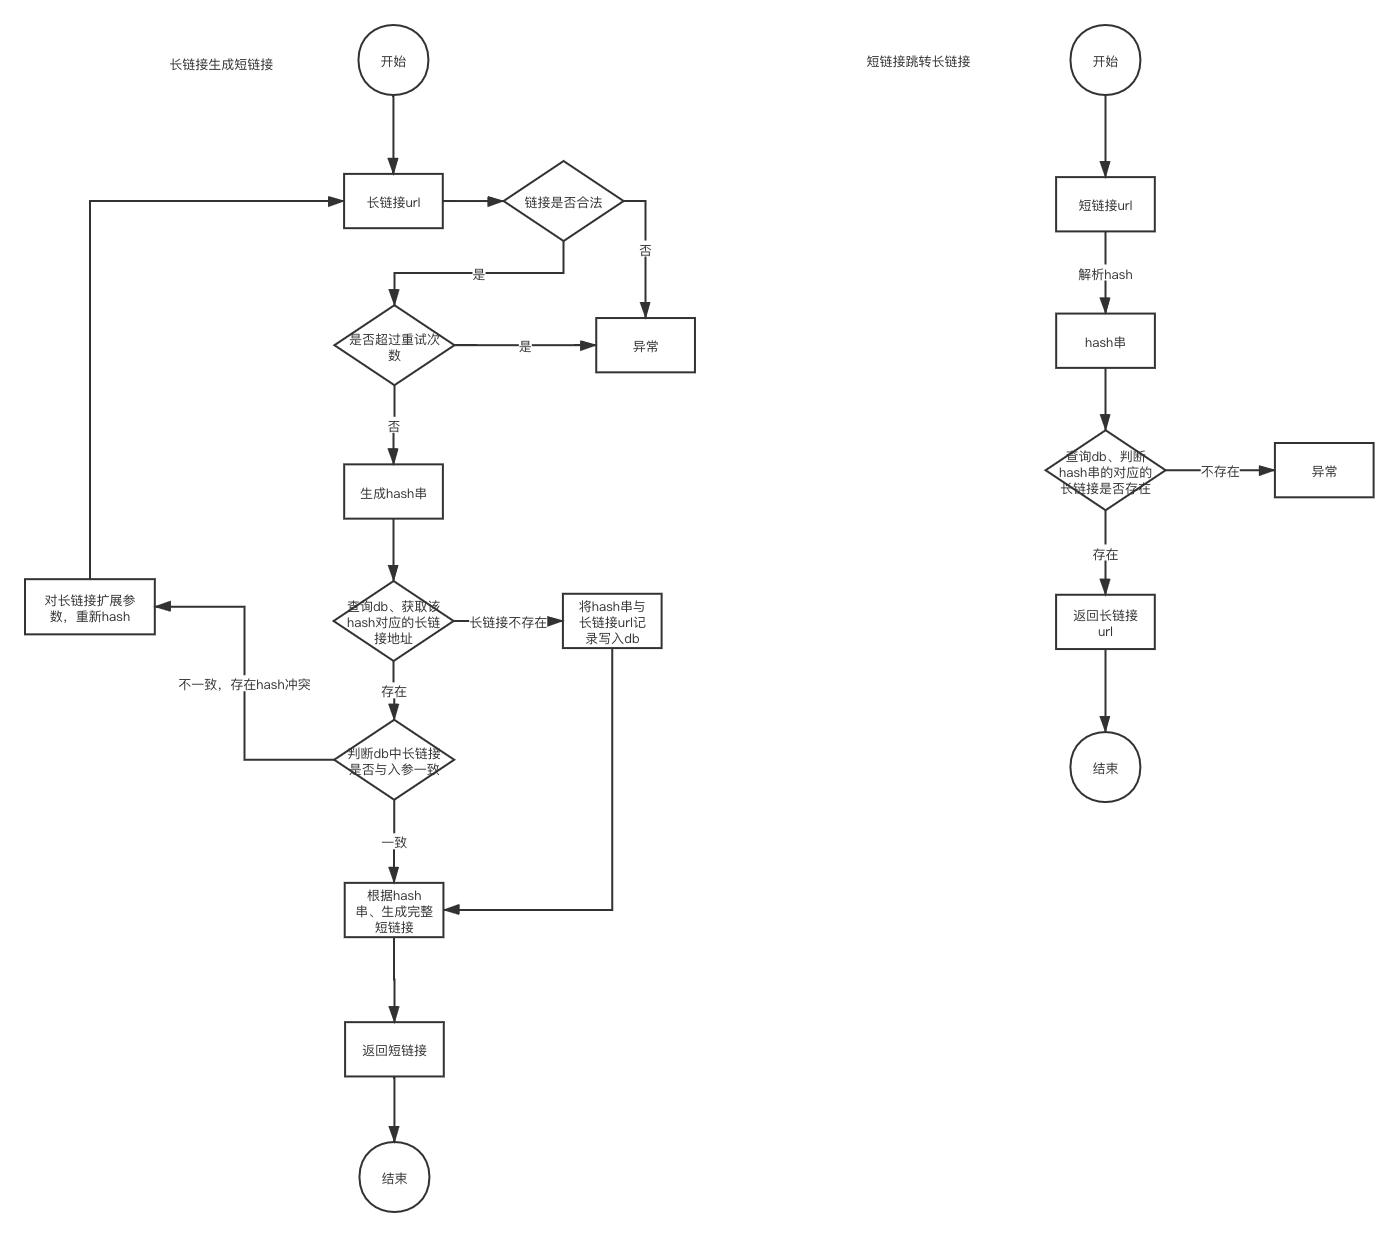 长链接生成短链接
开始
长链接url
链接是否合法
否
是
是否超过重试次
数
是
异常
否
生成hash串
对长链接扩展参
数，重新hash
查询db、获取该
hash对应的长链
接地址
长链接不存在
将hash串与
长链接url记
录写入db
不一致，存在hash冲突
存在
判断db中长链接
是否与入参一致
一致
根据hash
串、生成完整
短链接
返回短链接
结束
短链接跳转长链接
开始
短链接url
解析hash
hash串
查询db、判断
hash串的对应的
长链接是否存在
不存在
异常
存在
返回长链接
url
结束